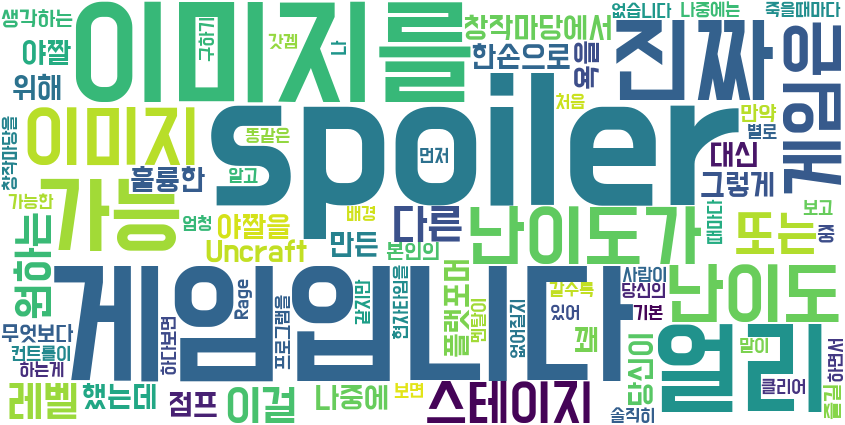 생각하는
이미지를
구하기
갓겜
나
창작마당에서
없습니다
나중에는
죽을때마다
야짤
한손으로
욕을
진짜
게임은
위해
spoiler
처음
만약
창작마당을
이미지
똑같은
먼저
별로
대신
훌륭한
알고
그렇게
가능한
가능
엄청
야짤을
배경
다른
난이도가
때마다
보고
또는
중
원하는
Uncraft
만든
본인의
게임입니다
Rage
프로그램을
같지만
현자타임을
플랫포머
멘탈이
없어질지
갈수록
있어
꽤
사람이
당신의
기본
난이도
무엇보다
컨트롤이
하는게
하다보면
당신이
얼리
말이
클리어
하면서
즐길
레벨
했는데
점프
이걸
나중에
보면
스테이지
솔직히